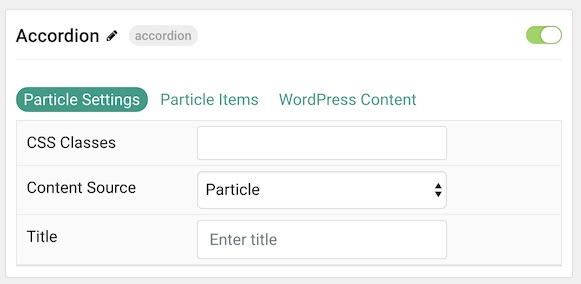 Accordion accordion
Particle Settings Particle Items WordPress Content
CSS Classes
Content Source Particle
Title Enter title